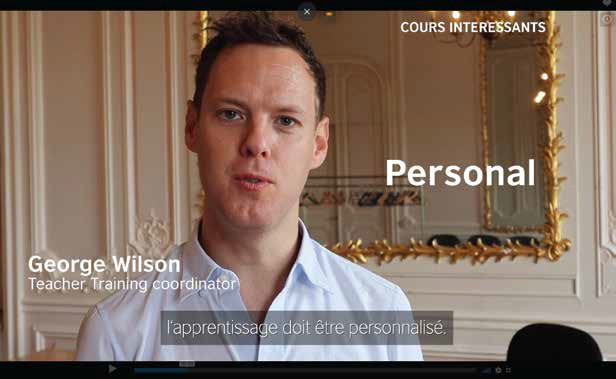 COURS INTERESSANTS
Personal
George Wilson
Teacher Training coordinator
l'apprentissage doit être personnalisé.